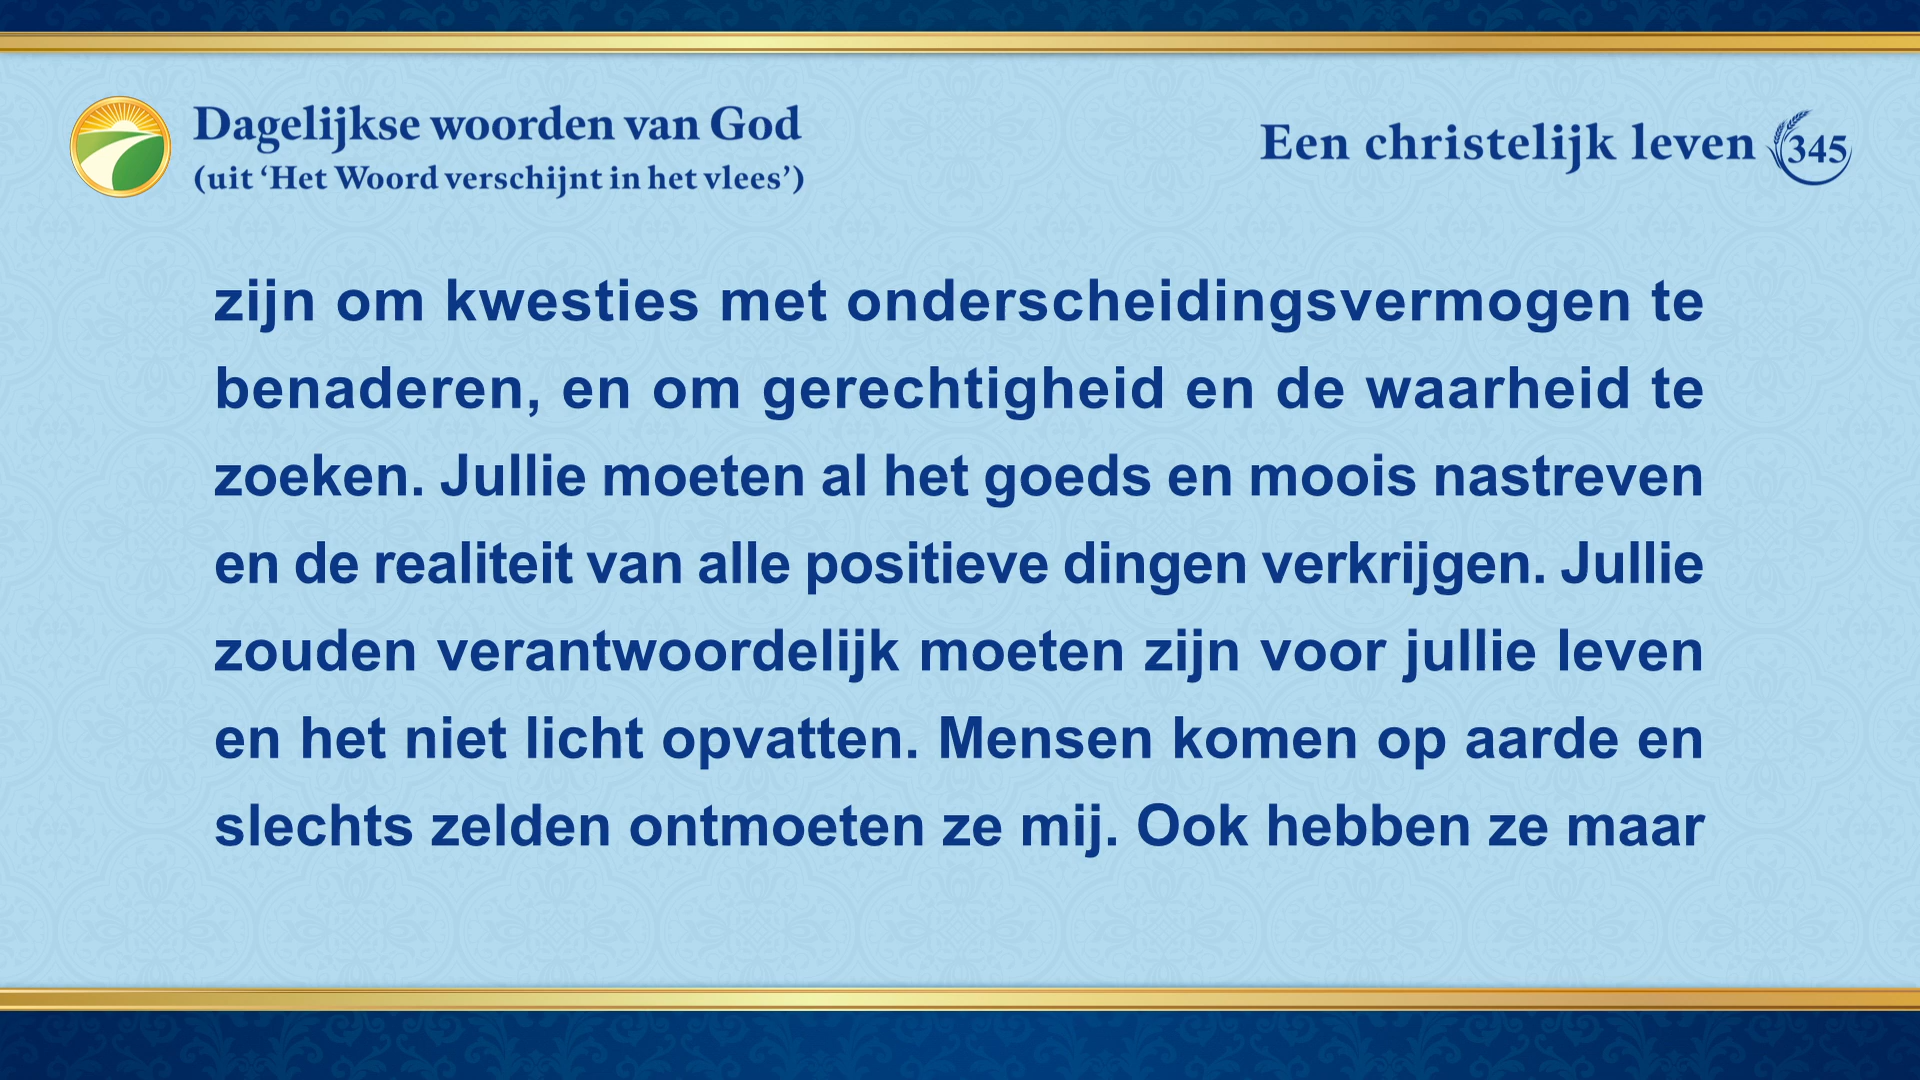 Dagelijkse woorden van God
(uit ‘Het Woord verschijnt in het vlees’)
Een christelijk leven 345
zijn om kwesties met onderscheidingsvermogen te
benaderen, en om gerechtigheid en de waarheid te
zoeken. Jullie moeten al het goeds en moois nastreven
en de realiteit van alle positieve dingen verkrijgen. Jullie
zouden verantwoordelijk moeten zijn voor jullie leven
en het niet licht opvatten. Mensen komen op aarde en
slechts zelden ontmoeten ze mij. Ook hebben ze maar